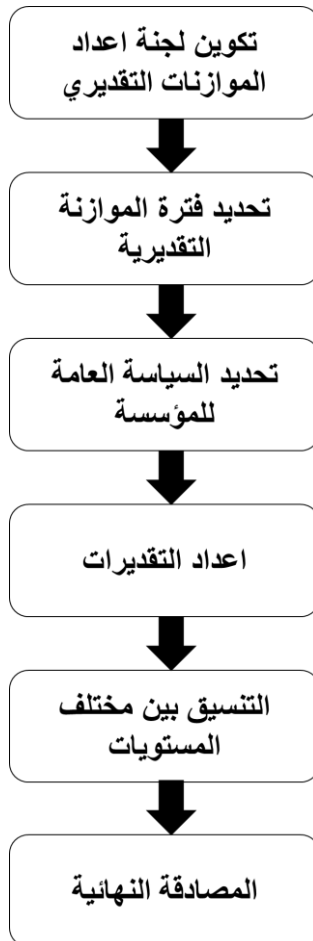 تكوين لجنة اعداد
الموازنات التقديري
تحديد فترة الموازنة
التقديرية
تحديد السياسة العامة
للمؤسسة
اعداد التقديرات
التنسيق بين مختلف
المستويات
المصادقة النهائية